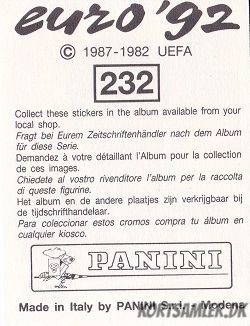 euro '92
© 1987-1982 UEFA
232
Collect these stickers in the album available from your
local shop.
Fragt bei Eurem Zeitschriftenhändler nach dem Album
für diese Serie.
Demandez à votre détaillant l'Album pour la collection
de ces images.
Chiedete al vostro rivenditore l'album per la raccolta
di queste figurine.
Het album en de andere plaatjes zijn verkrijgbaar bij
de tijdschrifthandelaar.
Para coleccionar estos cromos compra tu álbum en
cualquier kiosco.
PANINI
KORTSAMLER.DK
Made in Italy by PANINI S.r.l. - Modena